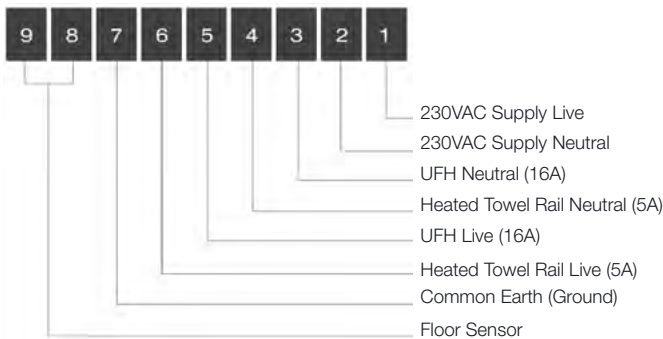 9 8 7 6 5 4 3 2 1
230VAC Supply Live
230VAC Supply Neutral
UFH Neutral (16A)
Heated Towel Rail Neutral (5A)
UFH Live (16A)
Heated Towel Rail Live (5A)
Common Earth (Ground)
Floor Sensor